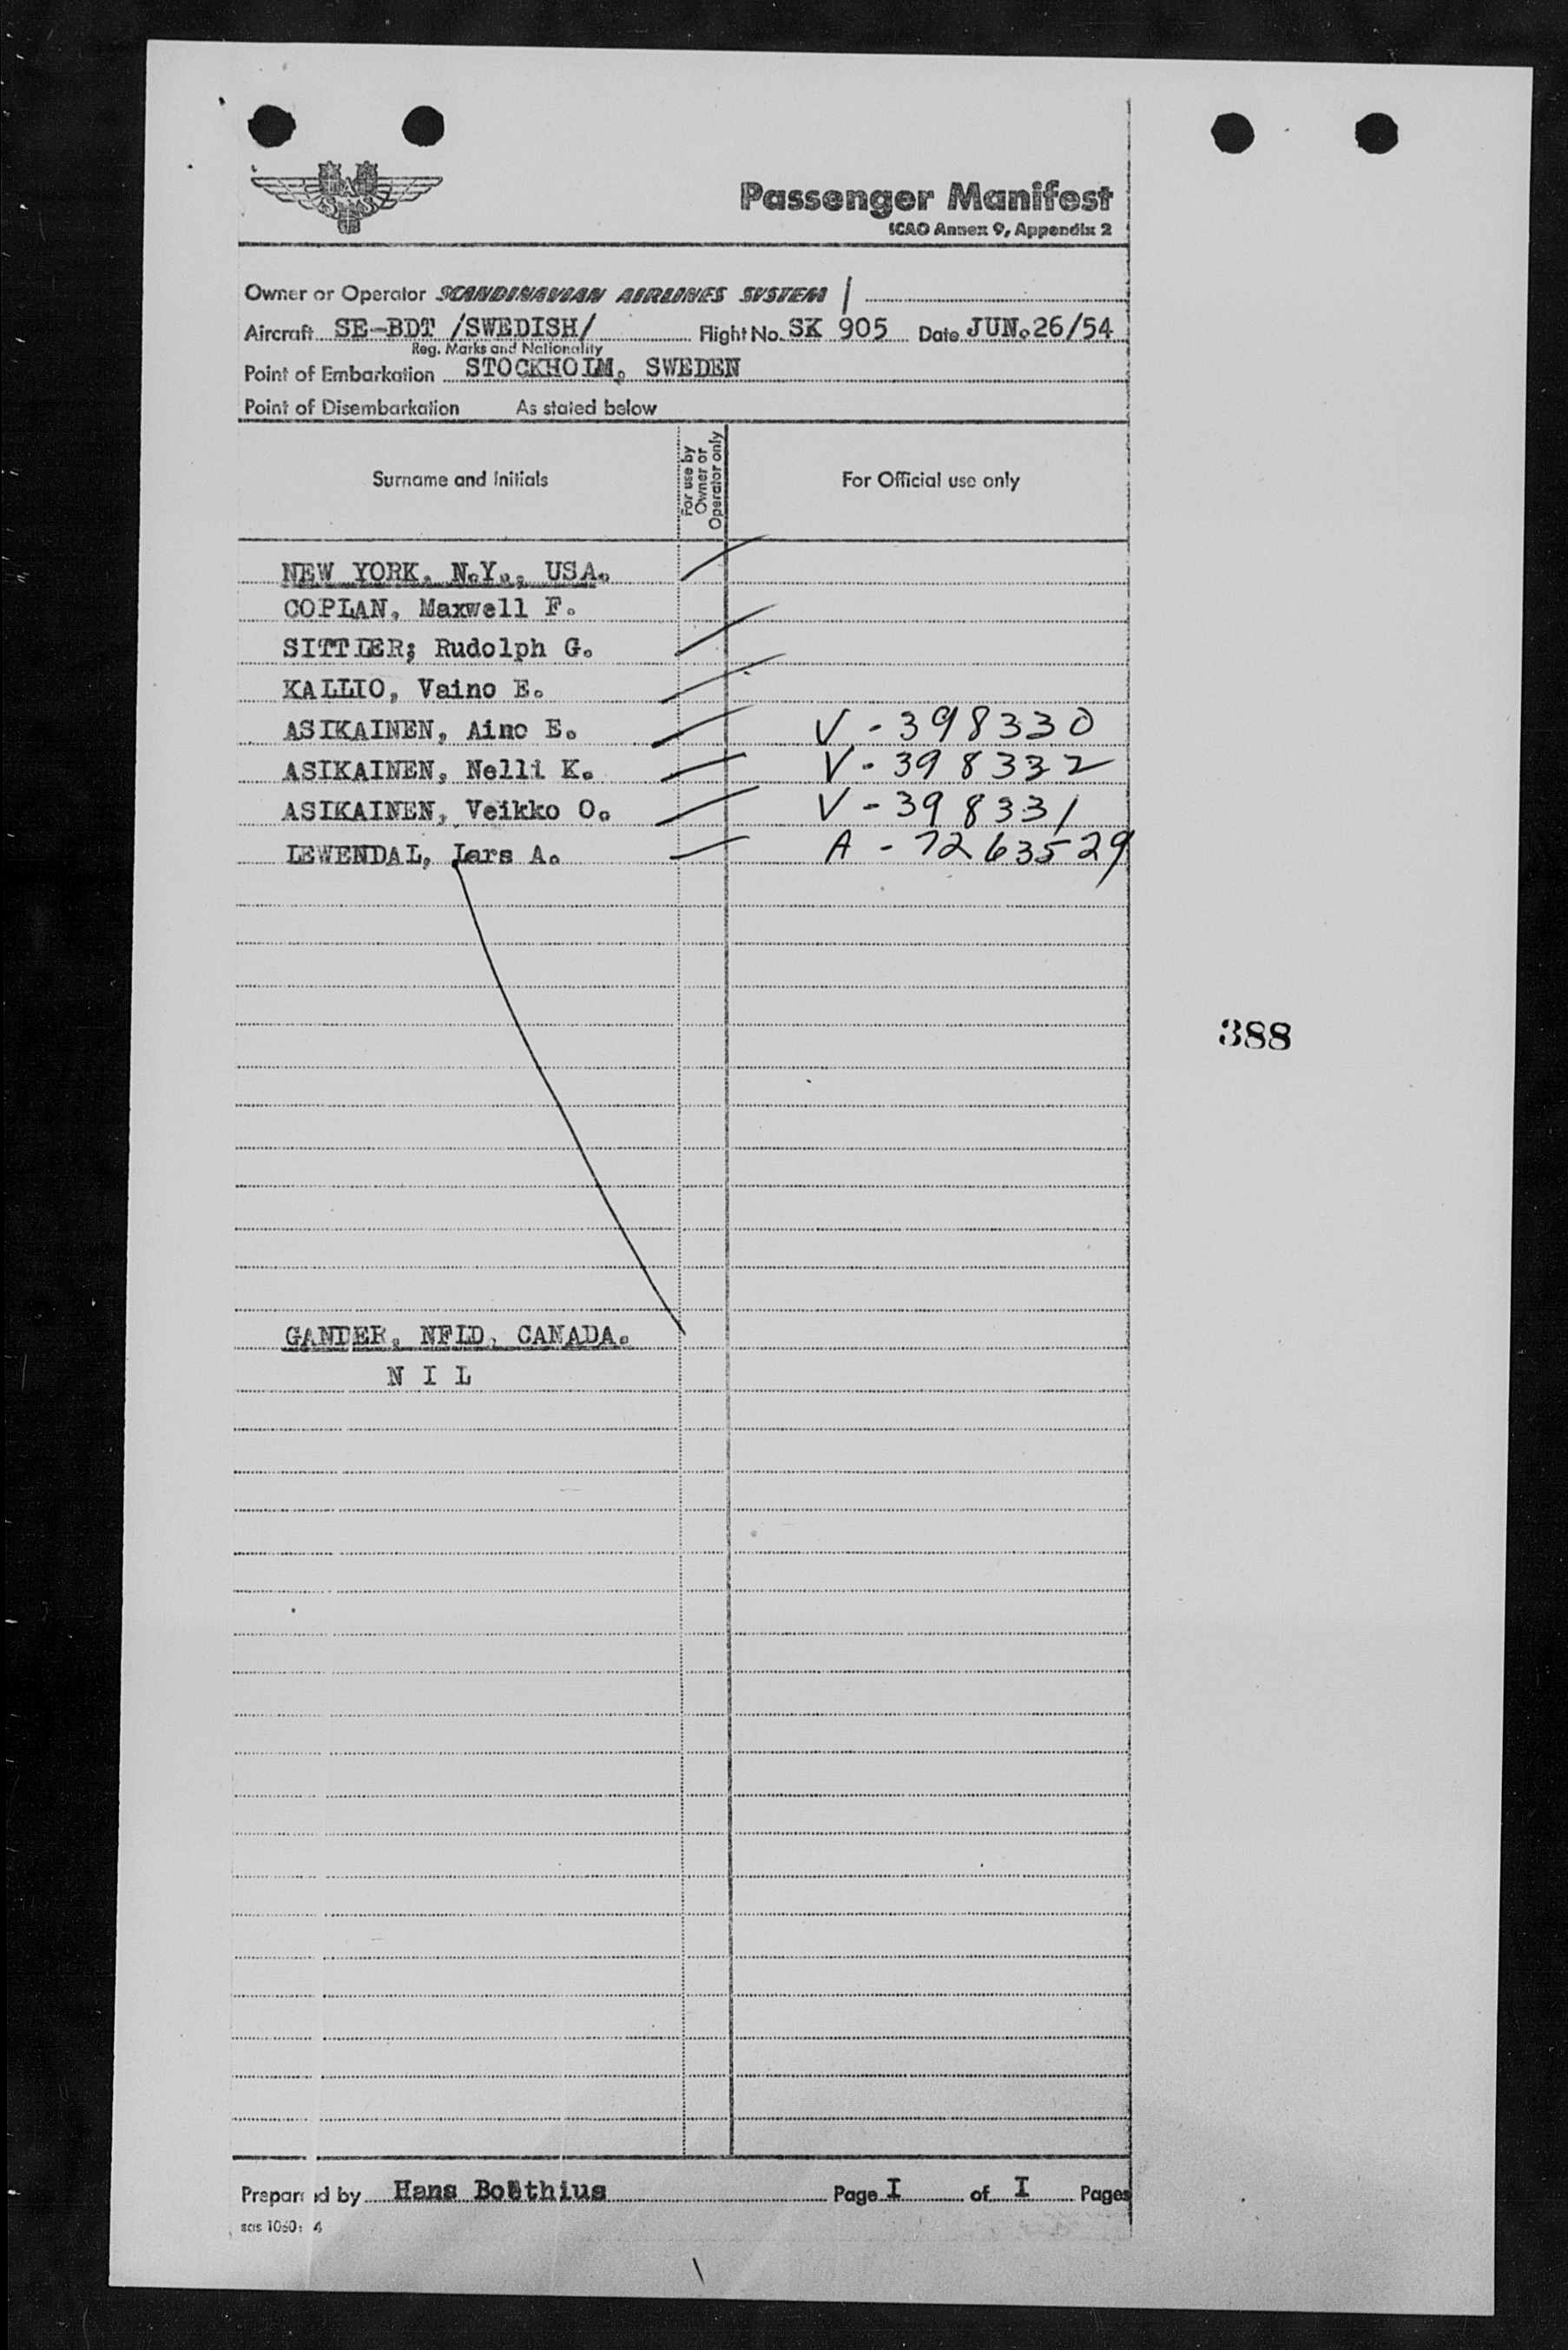 SAS
Passenger Manifest
ICAO Annex 9, Appendix 2
Owner or Operator SCANDINAVIAN AIRLINES SYSTEM /
Aircraft SE-BDT /SWEDISH/ Flight No. SK 905 Date JUN. 26/54
Reg. Marks and Nationality
Point of Embarkation STOCKHOLM, SWEDEN
Point of Disembarkation As stated below
Surname and Initials For use by Owner or Operator only For Official use only
NEW YORK, N.Y., USA.
COPLAN, Maxwell F.
SITTLER; Rudolph G.
KALLIO, Vaino E.
ASIKAINEN, Aino E. V - 398330
ASIKAINEN, Nelli K. V - 398332
ASIKAINEN, Veikko O. V - 398331
LEWENDAL, Lars A. A - 7263529
388
GANDER, NFLD, CANADA.
N I L
Prepared by Hans Boëthius Page I of I Pages
sas 1060: 4